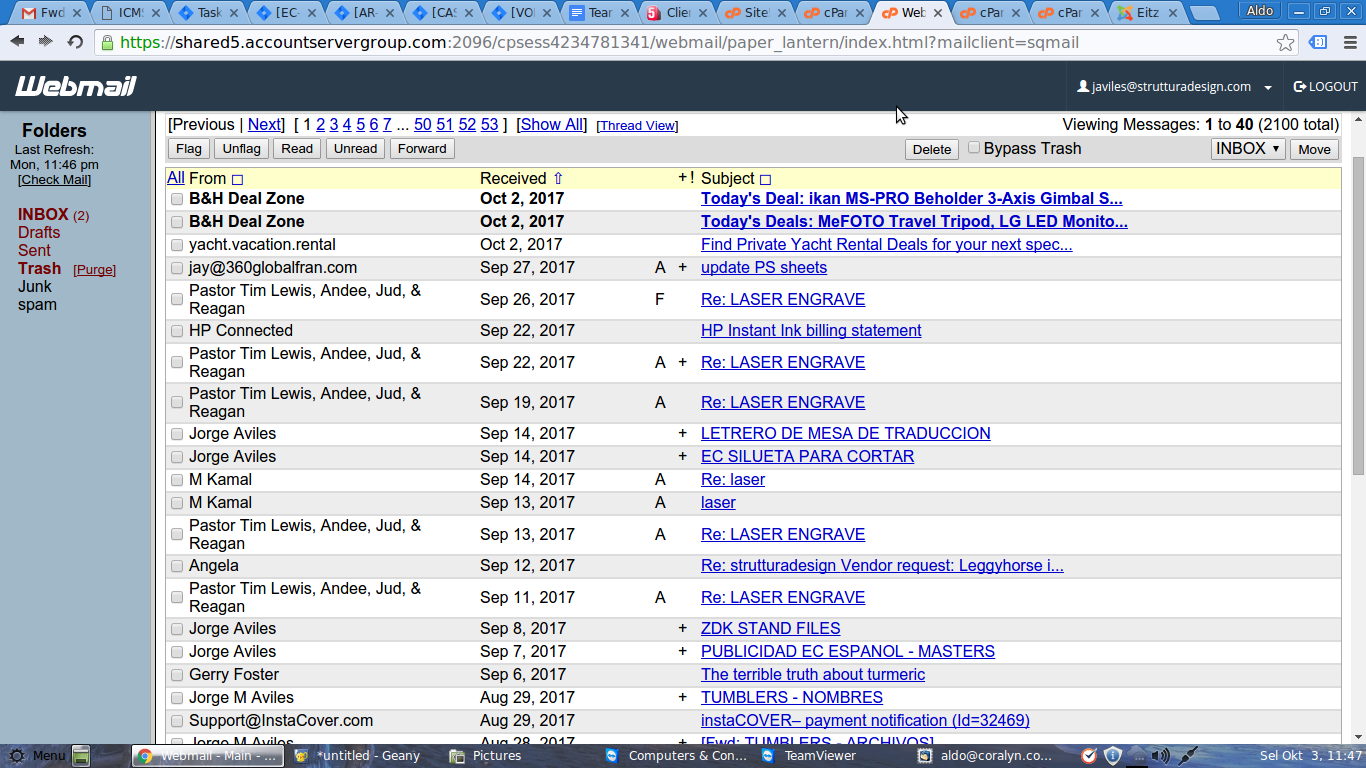 Fwd ICMS Task [EC- [AR- [CAS [VO Tear Clier Site cPar Web cPar cPar Eitz Aldo
https://shared5.accountservergroup.com:2096/cpsess4234781341/webmail/paper_lantern/index.html?mailclient=sqmail
Webmail javiles@strutturadesign.com LOGOUT
Folders
Last Refresh:
Mon, 11:46 pm
[Check Mail]
INBOX (2)
Drafts
Sent
Trash [Purge]
Junk
spam
[Previous | Next] [ 1 2 3 4 5 6 7 ... 50 51 52 53 ] [Show All] [Thread View] Viewing Messages: 1 to 40 (2100 total)
Flag Unflag Read Unread Forward Delete Bypass Trash INBOX Move
All From Received + ! Subject
B&H Deal Zone Oct 2, 2017 Today's Deal: ikan MS-PRO Beholder 3-Axis Gimbal S...
B&H Deal Zone Oct 2, 2017 Today's Deals: MeFOTO Travel Tripod, LG LED Monito...
yacht.vacation.rental Oct 2, 2017 Find Private Yacht Rental Deals for your next spec...
jay@360globalfran.com Sep 27, 2017 A + update PS sheets
Pastor Tim Lewis, Andee, Jud, &
Reagan Sep 26, 2017 F Re: LASER ENGRAVE
HP Connected Sep 22, 2017 HP Instant Ink billing statement
Pastor Tim Lewis, Andee, Jud, &
Reagan Sep 22, 2017 A + Re: LASER ENGRAVE
Pastor Tim Lewis, Andee, Jud, &
Reagan Sep 19, 2017 A Re: LASER ENGRAVE
Jorge Aviles Sep 14, 2017 + LETRERO DE MESA DE TRADUCCION
Jorge Aviles Sep 14, 2017 + EC SILUETA PARA CORTAR
M Kamal Sep 14, 2017 A Re: laser
M Kamal Sep 13, 2017 A laser
Pastor Tim Lewis, Andee, Jud, &
Reagan Sep 13, 2017 A Re: LASER ENGRAVE
Angela Sep 12, 2017 Re: strutturadesign Vendor request: Leggyhorse i...
Pastor Tim Lewis, Andee, Jud, &
Reagan Sep 11, 2017 A Re: LASER ENGRAVE
Jorge Aviles Sep 8, 2017 + ZDK STAND FILES
Jorge Aviles Sep 7, 2017 + PUBLICIDAD EC ESPANOL - MASTERS
Gerry Foster Sep 6, 2017 The terrible truth about turmeric
Jorge M Aviles Aug 29, 2017 + TUMBLERS - NOMBRES
Support@InstaCover.com Aug 29, 2017 instaCOVER– payment notification (Id=32469)
Jorge M Aviles Aug 28, 2017 + [Fwd: TUMBLERS - ARCHIVOS]
Menu Webmail - Main - ... *untitled - Geany Pictures Computers & Con... TeamViewer aldo@coralyn.co... Sel Okt 3, 11:47